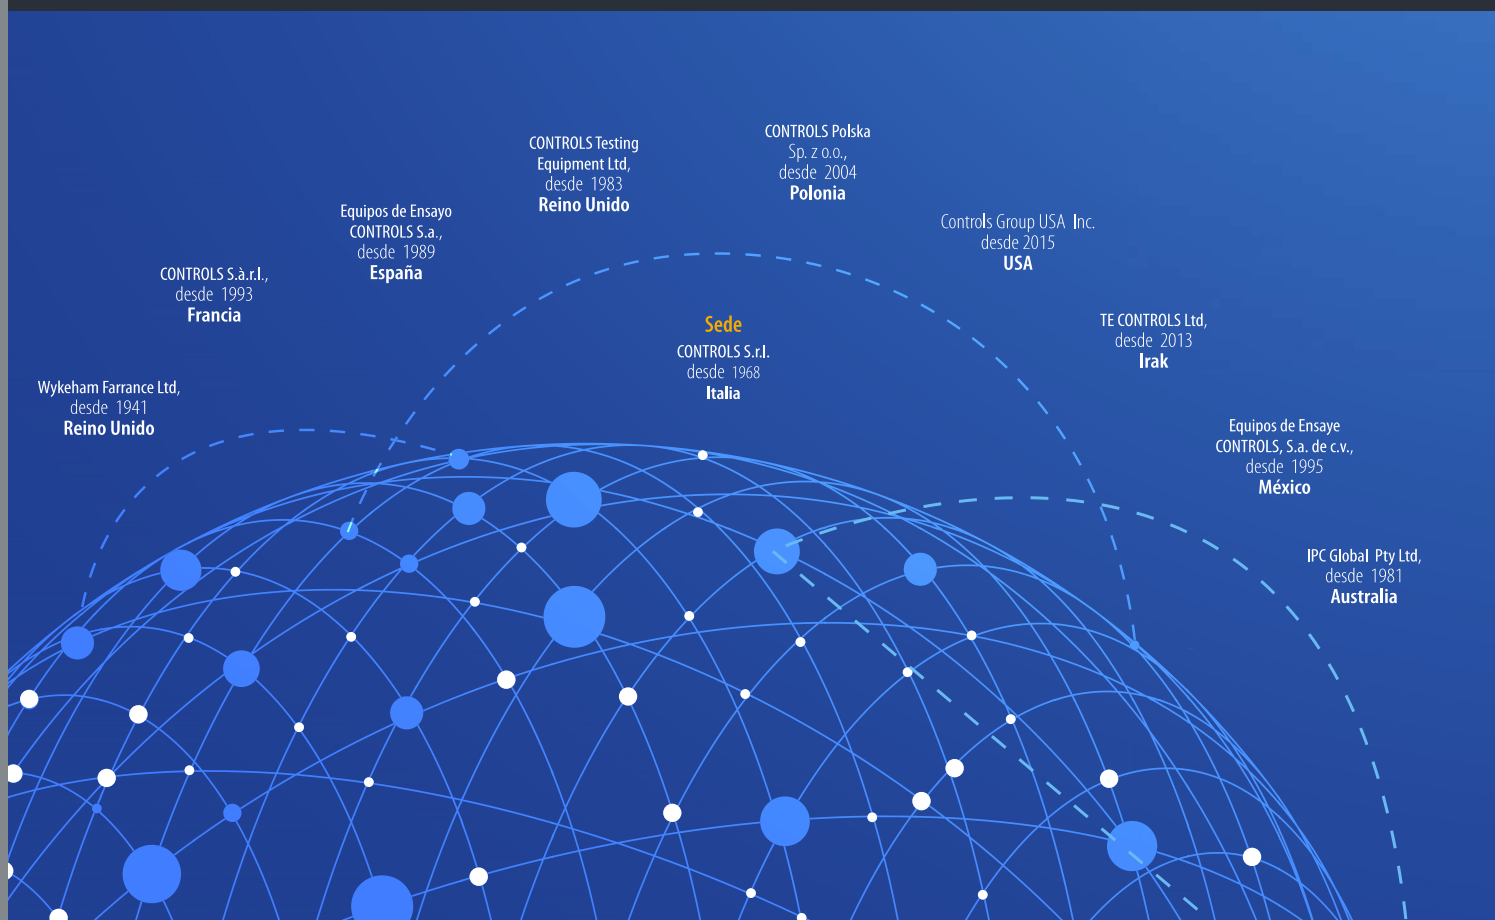 CONTROLS Testing
Equipment Ltd,
desde 1983
Reino Unido
CONTROLS Polska
Sp. z o.o.,
desde 2004
Polonia
Equipos de Ensayo
CONTROLS S.a.,
desde 1989
España
Controls Group USA Inc.
desde 2015
USA
CONTROLS S.à.r.l.,
desde 1993
Francia
Sede
CONTROLS S.r.l.
desde 1968
Italia
TE CONTROLS Ltd,
desde 2013
Irak
Wykeham Farrance Ltd,
desde 1941
Reino Unido
Equipos de Ensaye
CONTROLS, S.a. de c.v.,
desde 1995
México
IPC Global Pty Ltd,
desde 1981
Australia